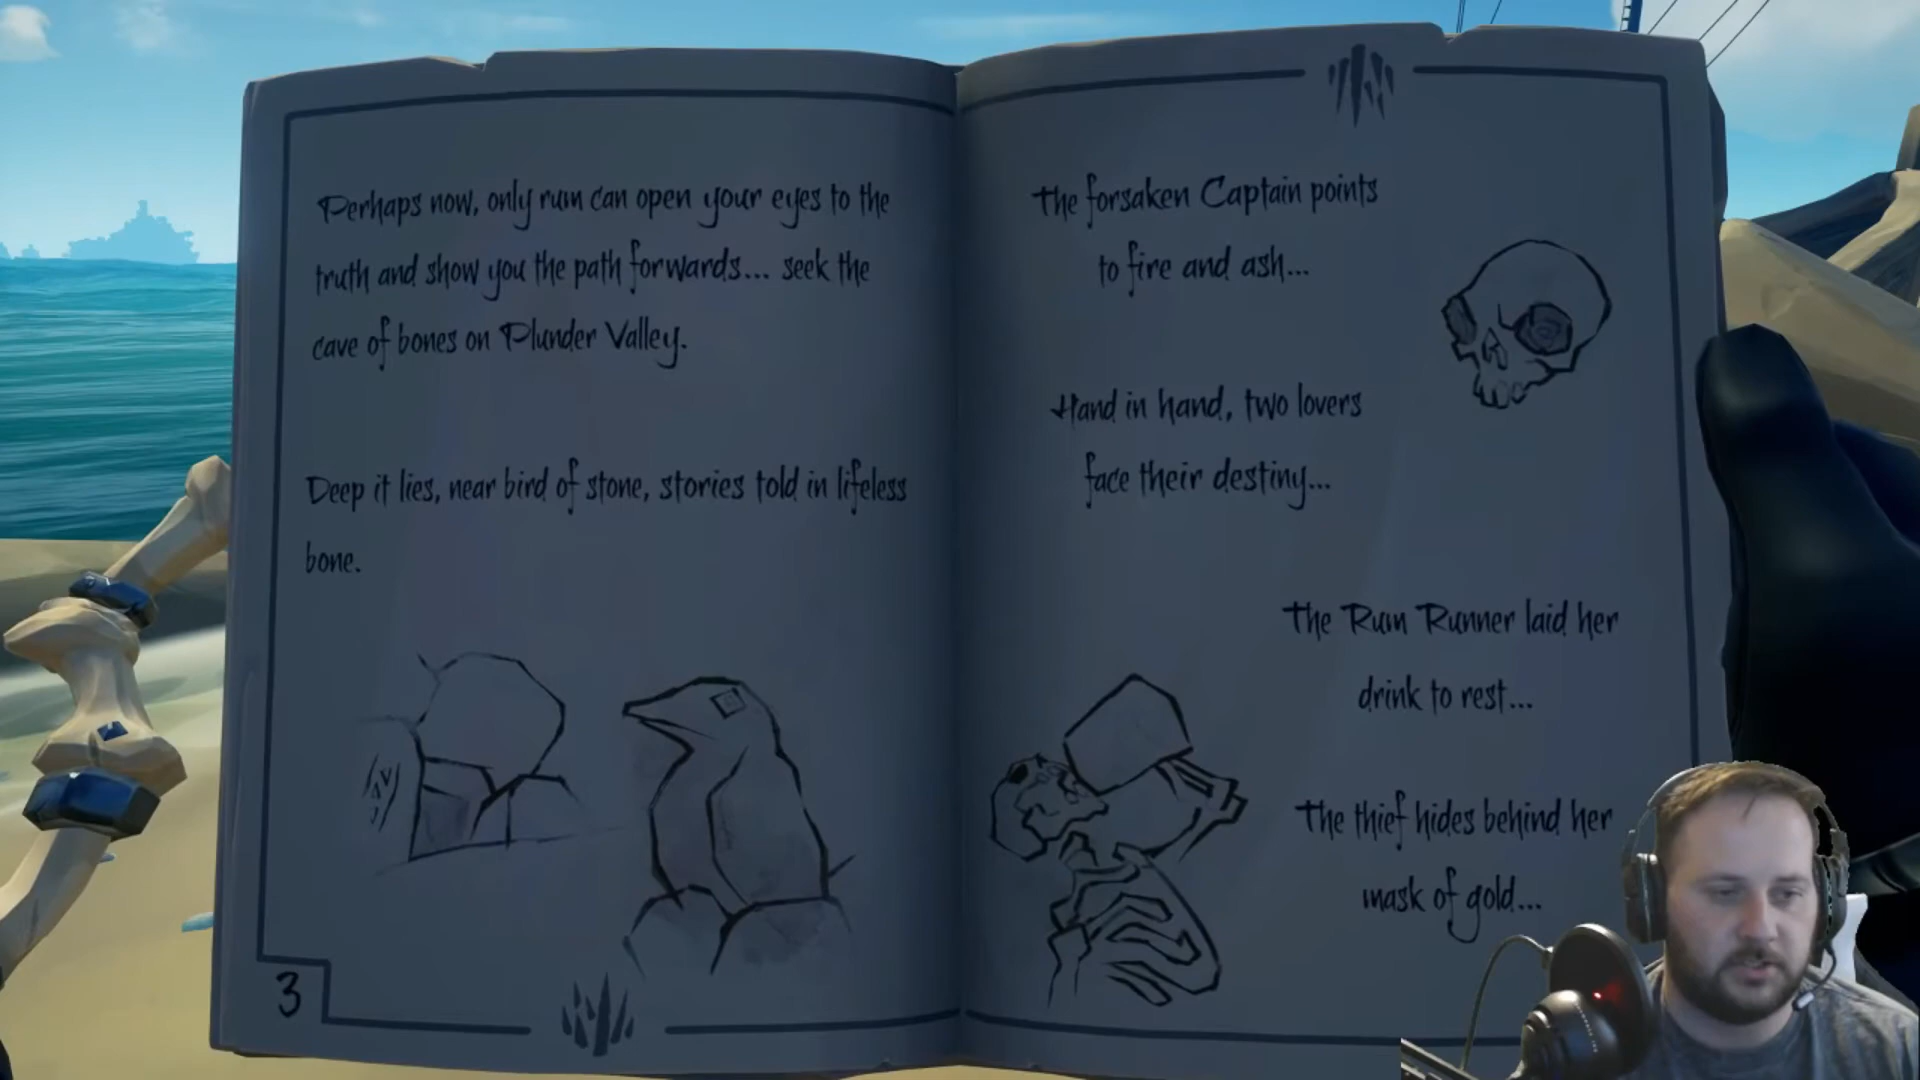 Perhaps now, only rum can open your eyes to the
truth and show you the path forwards... seek the
cave of bones on Plunder Valley.
Deep it lies, near bird of stone, stories told in lifeless
bone.
3
The forsaken Captain points
to fire and ash...
Hand in hand, two lovers
face their destiny...
The Rum Runner laid her
drink to rest...
The thief hides behind her
mask of gold...